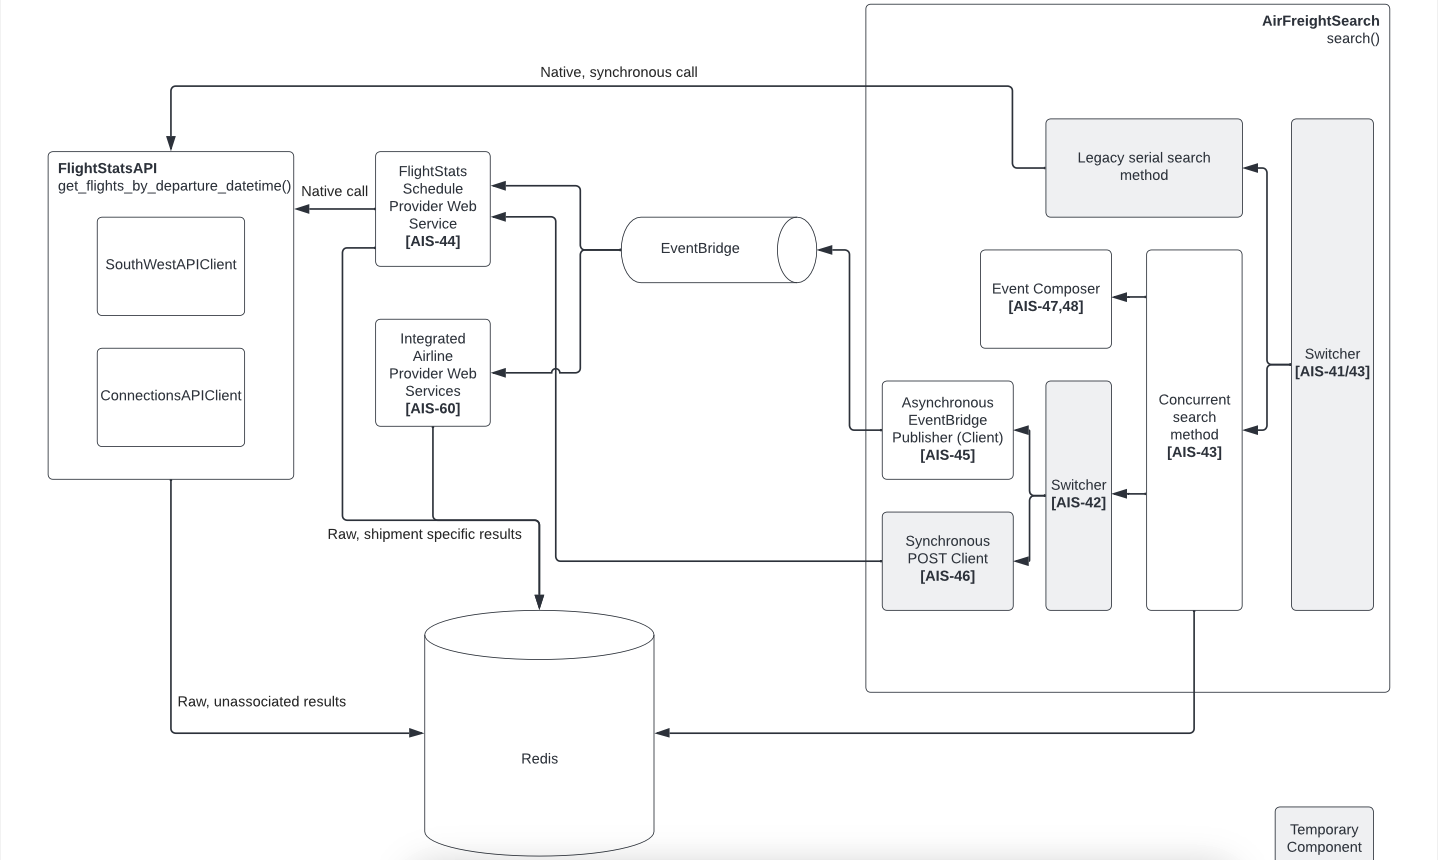 AirFreightSearch
search()
Native, synchronous call
Legacy serial search
method
FlightStatsAPI
get_flights_by_departure_datetime()
Native call
FlightStats
Schedule
Provider Web
Service
[AIS-44]
EventBridge
SouthWestAPIClient
Event Composer
[AIS-47,48]
Integrated
Airline
Provider Web
Services
[AIS-60]
ConnectionsAPIClient
Switcher
[AIS-41/43]
Concurrent
search
method
[AIS-43]
Asynchronous
EventBridge
Publisher (Client)
[AIS-45]
Switcher
[AIS-42]
Synchronous
POST Client
[AIS-46]
Raw, shipment specific results
Raw, unassociated results
Redis
Temporary
Component